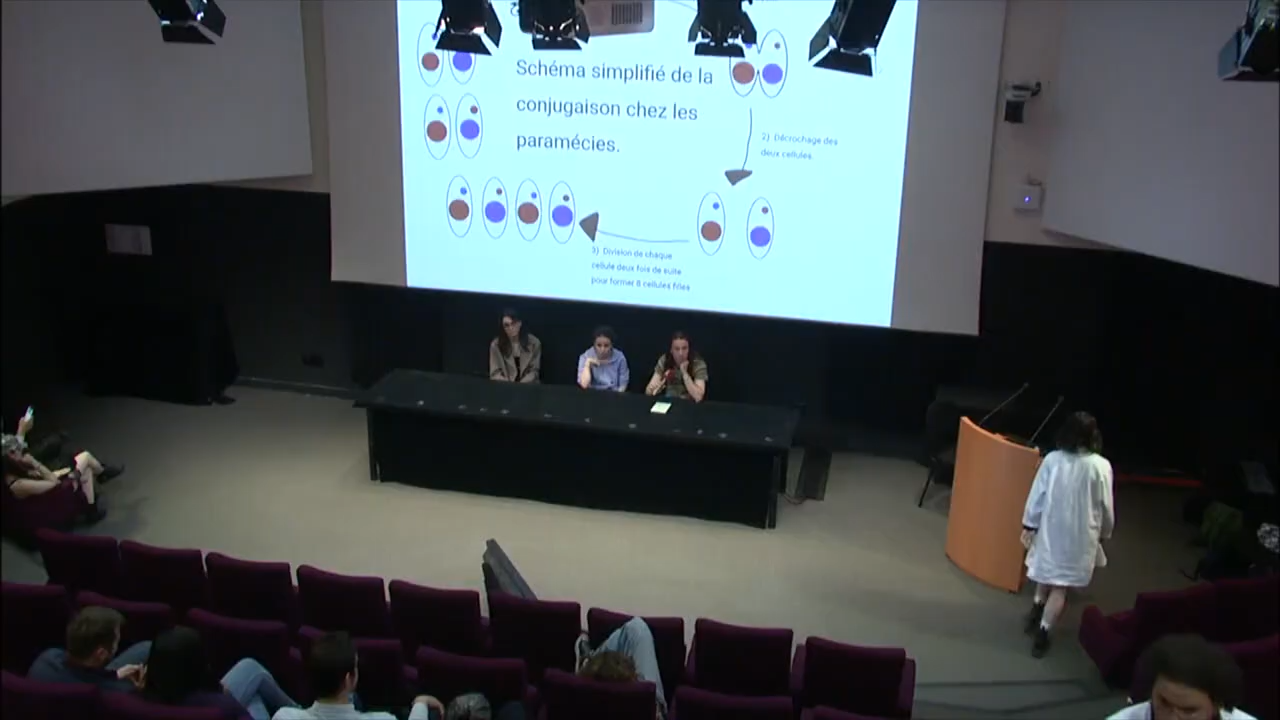 Schéma simplifié de la
conjugaison chez les
paramécies.
2) Décrochage des
deux cellules.
3) Division de chaque
cellule deux fois de suite
pour former 8 cellules filles